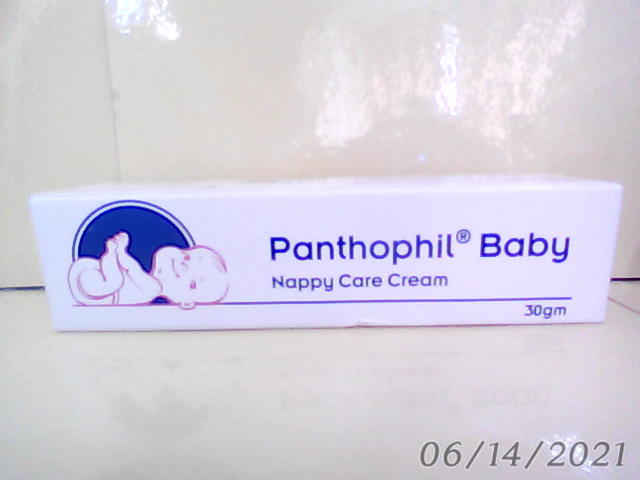 Panthophil® Baby
Nappy Care Cream
30gm
06/14/2021